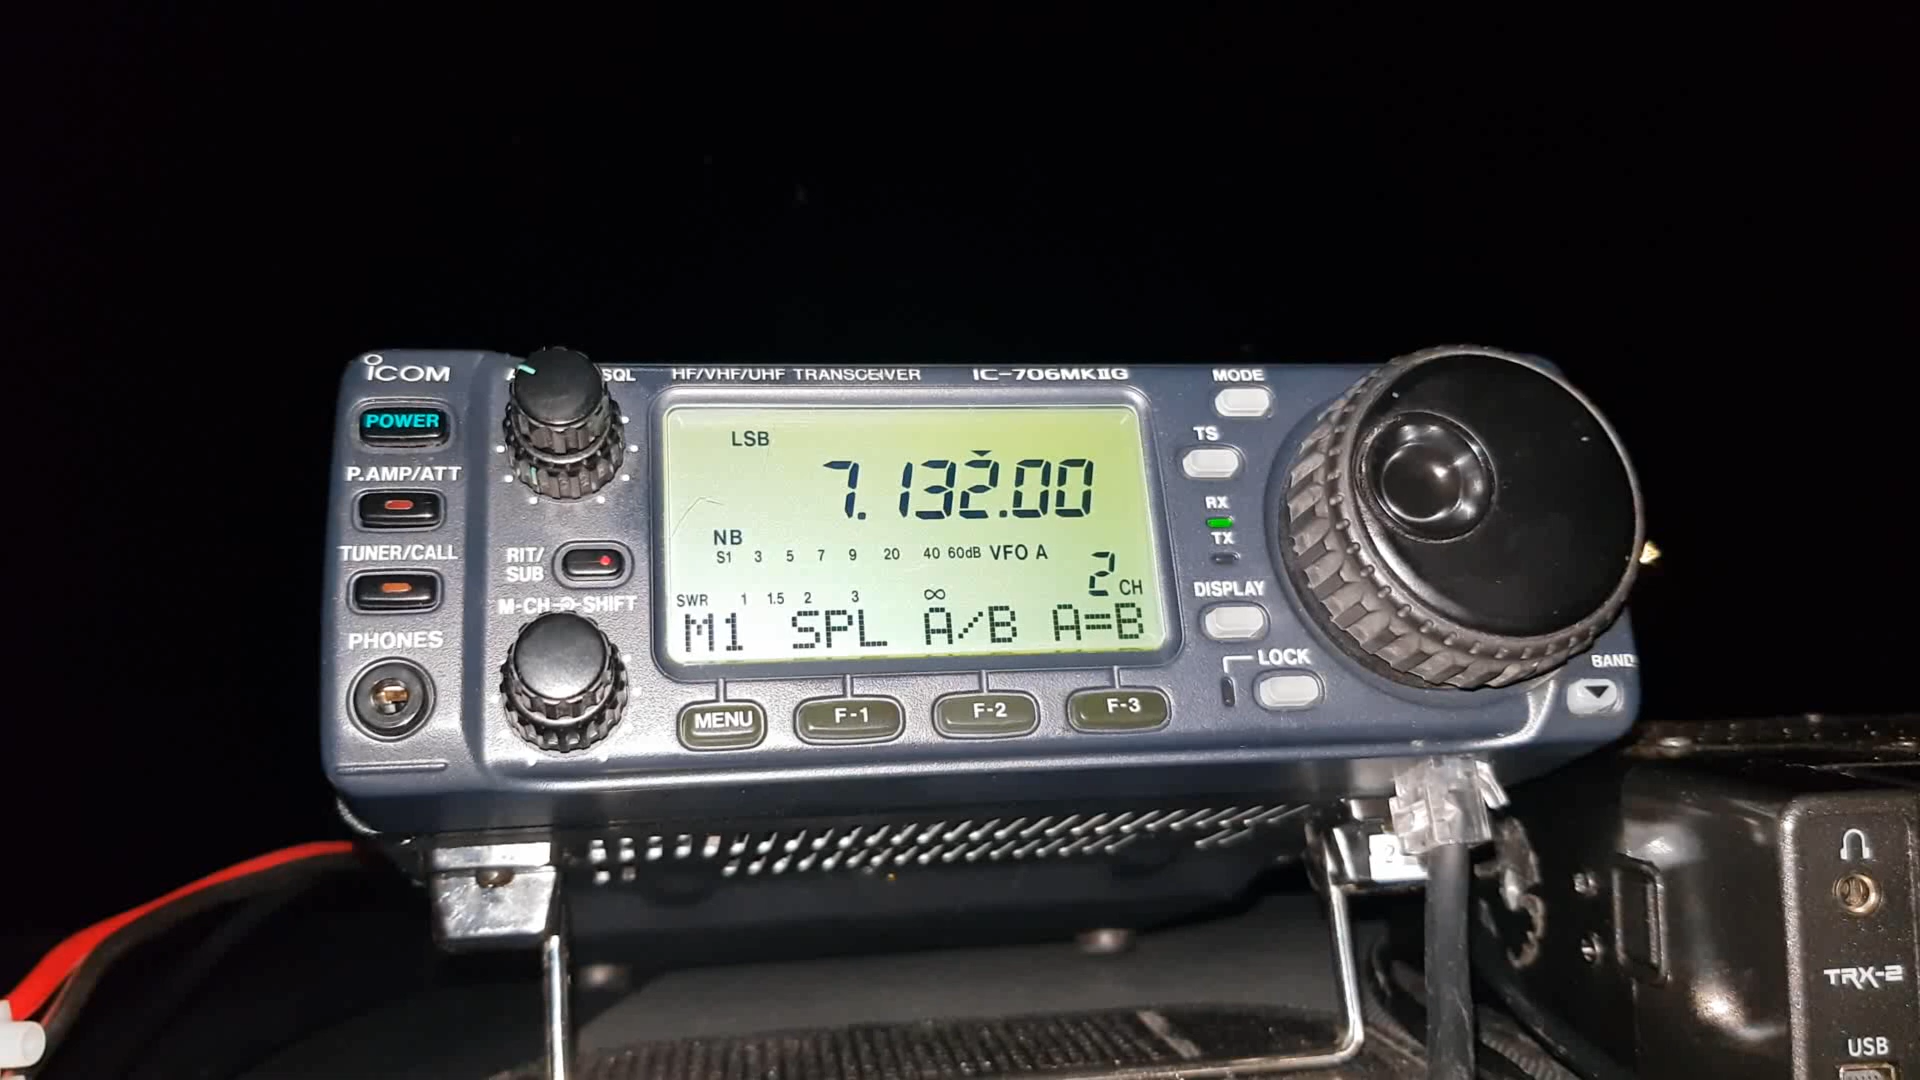 ICOM
HF/VHF/UHF TRANSCEIVER
IC-706MKIIG
SQL
MODE
POWER
TS
LSB
7.132.00
P.AMP/ATT
RX
NB
TX
S1 3 5 7 9 20 40 60dB VFO A
TUNER/CALL
RIT/
SUB
2 CH
DISPLAY
M-CH SHIFT
SWR 1 1.5 2 3 ∞
M1 SPL A/B A=B
PHONES
LOCK
BAND
MENU
F-1
F-2
F-3
TRX-2
USB